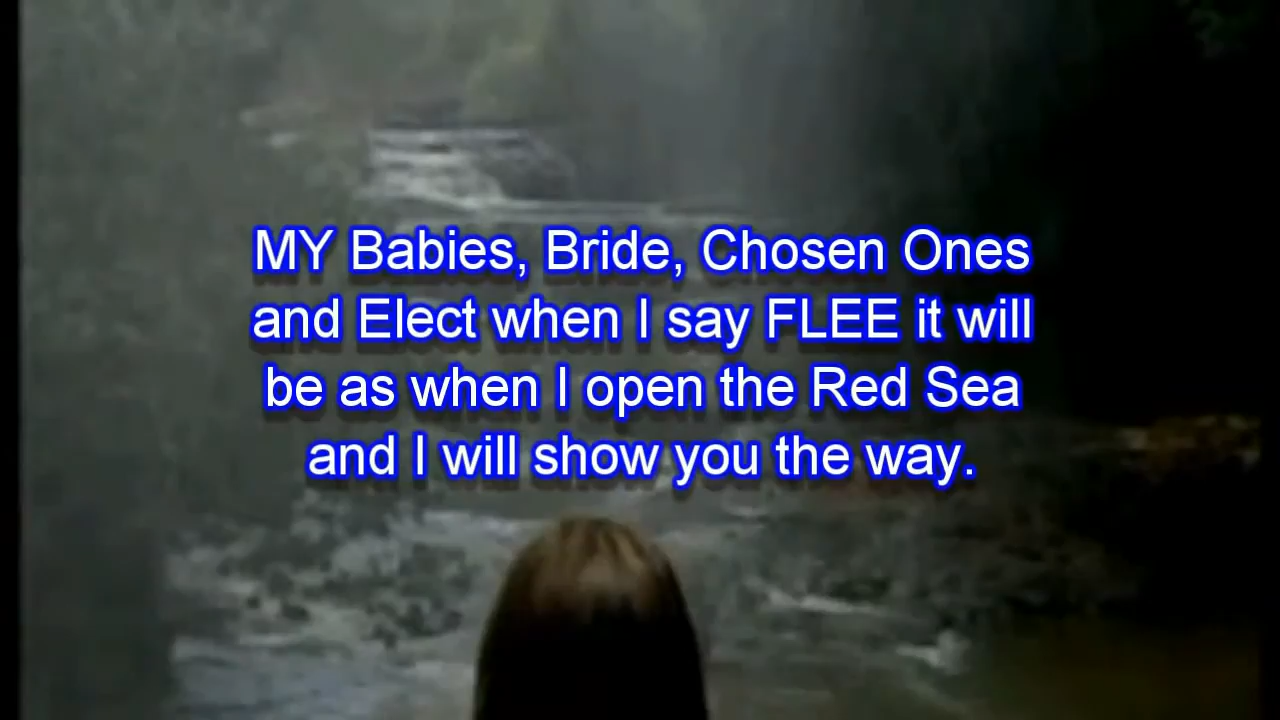 MY Babies, Bride, Chosen Ones
and Elect when I say FLEE it will
be as when I open the Red Sea
and I will show you the way.